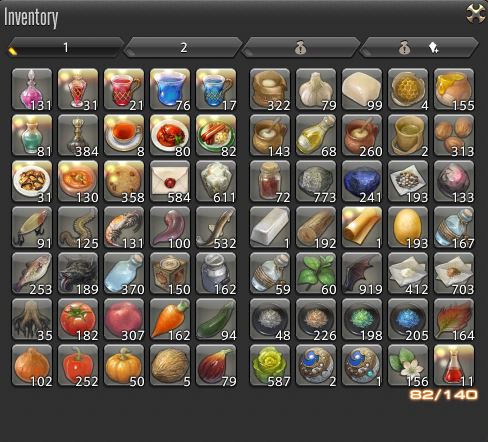 Inventory
1 2
131 31 21 76 17 322 79 99 4 155
81 384 8 80 82 143 68 260 2 313
31 130 358 584 611 72 773 241 193 133
91 125 131 100 532 1 192 1 193 167
253 189 370 150 162 59 60 919 412 703
35 182 307 162 94 48 226 198 205 164
102 252 50 5 79 587 2 1 156 11
82/140